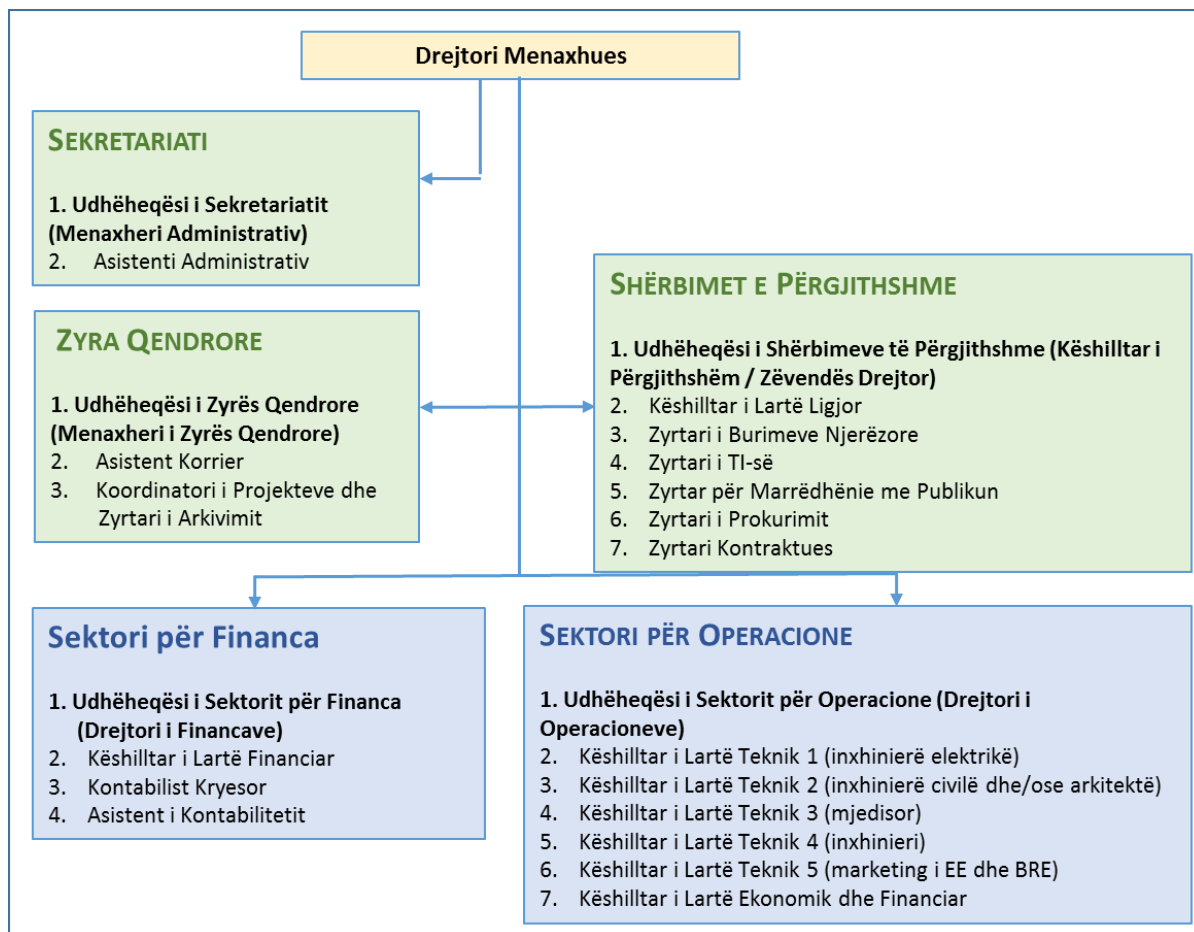 Drejtori Menaxhues
SEKRETARIATI
1. Udhëheqësi i Sekretariatit
(Menaxheri Administrativ)
2. Asistenti Administrativ
ZYRA QENDRORE
1. Udhëheqësi i Zyrës Qendrore
(Menaxheri i Zyrës Qendrore)
2. Asistent Korrier
3. Koordinatori i Projekteve dhe
Zyrtari i Arkivimit
SHËRBIMET E PËRGJITHSHME
1. Udhëheqësi i Shërbimeve të Përgjithshme (Këshilltar i
Përgjithshëm / Zëvendës Drejtor)
2. Këshilltar i Lartë Ligjor
3. Zyrtari i Burimeve Njerëzore
4. Zyrtari i TI-së
5. Zyrtar për Marrëdhënie me Publikun
6. Zyrtari i Prokurimit
7. Zyrtari Kontraktues
Sektori për Financa
1. Udhëheqësi i Sektorit për Financa
(Drejtori i Financave)
2. Këshilltar i Lartë Financiar
3. Kontabilist Kryesor
4. Asistent i Kontabilitetit
SEKTORI PËR OPERACIONE
1. Udhëheqësi i Sektorit për Operacione (Drejtori i
Operacioneve)
2. Këshilltar i Lartë Teknik 1 (inxhinierë elektrikë)
3. Këshilltar i Lartë Teknik 2 (inxhinierë civilë dhe/ose arkitektë)
4. Këshilltar i Lartë Teknik 3 (mjedisor)
5. Këshilltar i Lartë Teknik 4 (inxhinieri)
6. Këshilltar i Lartë Teknik 5 (marketing i EE dhe BRE)
7. Këshilltar i Lartë Ekonomik dhe Financiar